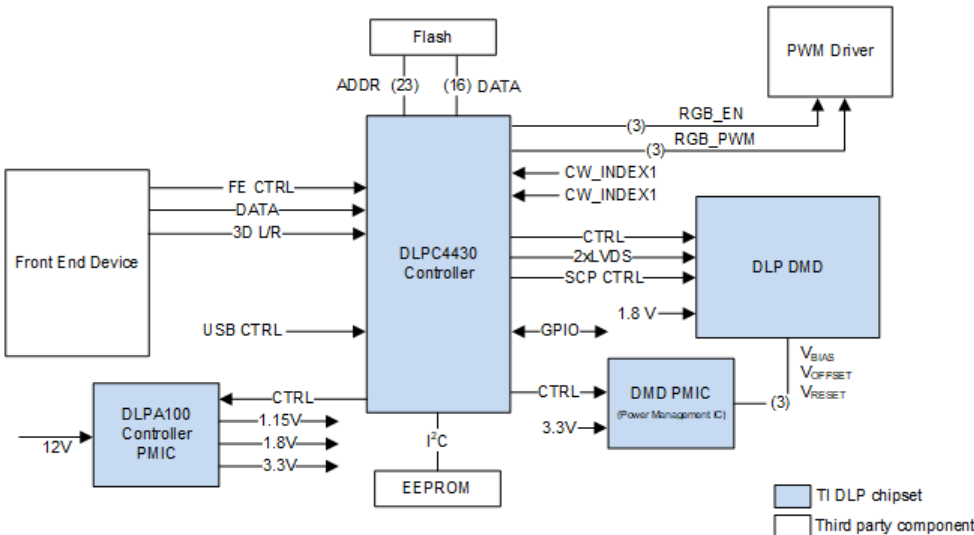 Flash
ADDR (23)
(16) DATA
PWM Driver
RGB_EN
(3)
RGB_PWM
(3)
CW_INDEX1
CW_INDEX1
Front End Device
FE CTRL
DATA
3D L/R
USB CTRL
DLPC4430
Controller
CTRL
2xLVDS
SCP CTRL
1.8 V
GPIO
DLP DMD
V_BIAS
V_OFFSET
V_RESET
(3)
CTRL
3.3V
DMD PMIC
(Power Management IC)
12V
DLPA100
Controller
PMIC
CTRL
1.15V
1.8V
3.3V
I²C
EEPROM
TI DLP chipset
Third party component